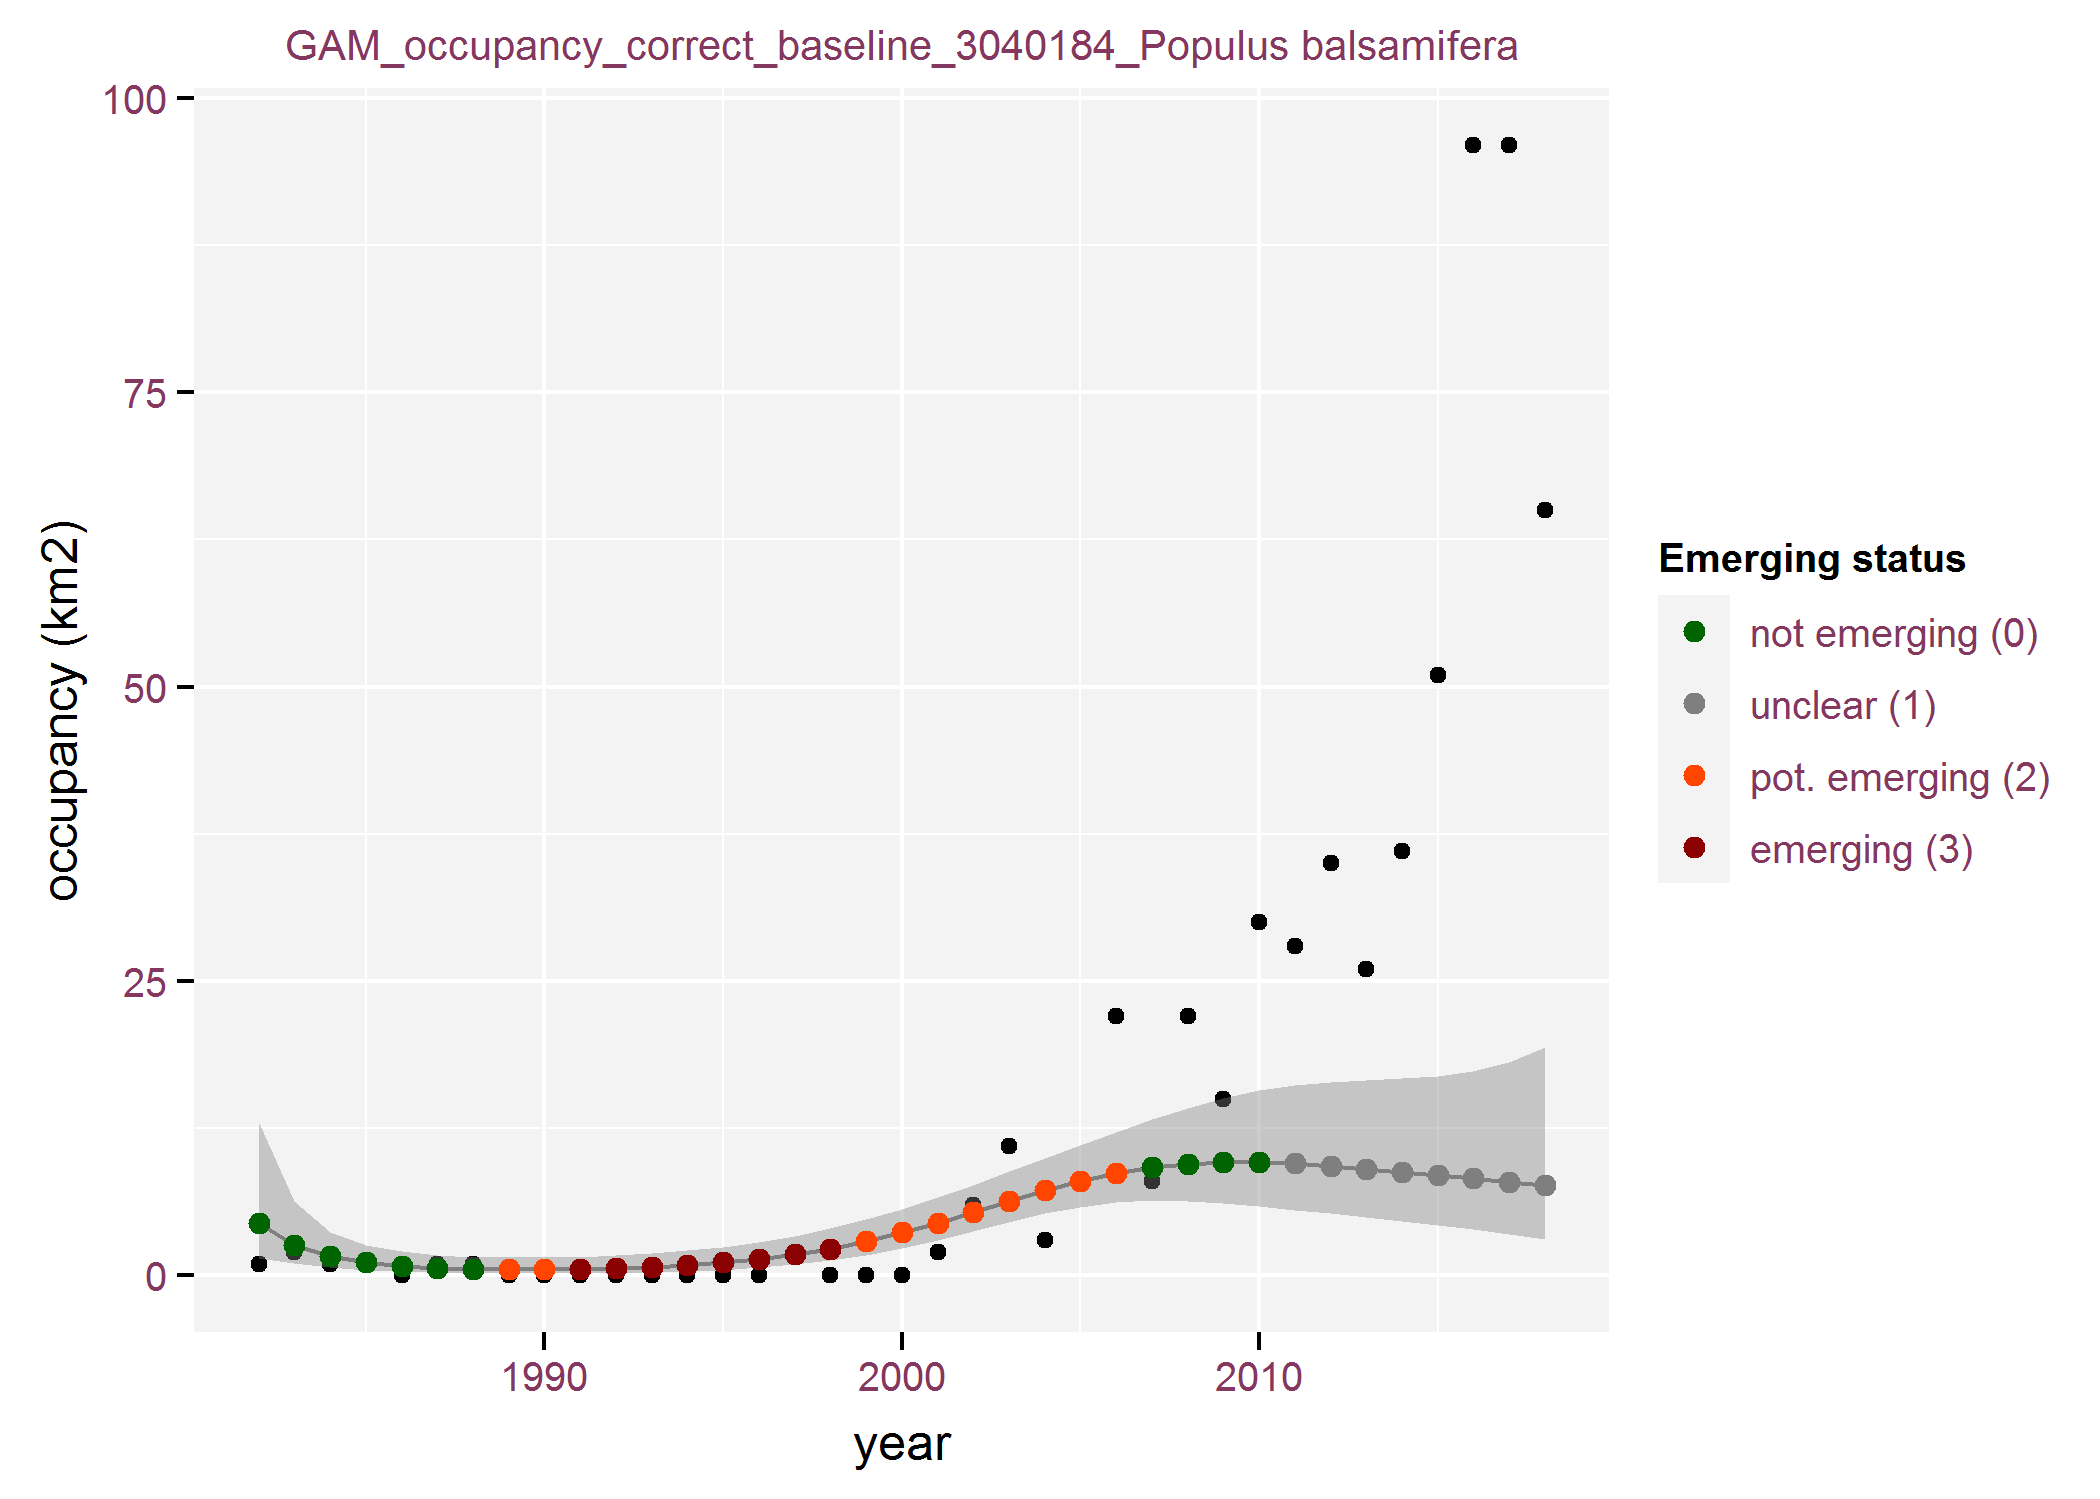 GAM_occupancy_correct_baseline_3040184_Populus balsamifera
100
75
50
25
0
occupancy (km2)
1990
2000
2010
year
Emerging status
not emerging (0)
unclear (1)
pot. emerging (2)
emerging (3)